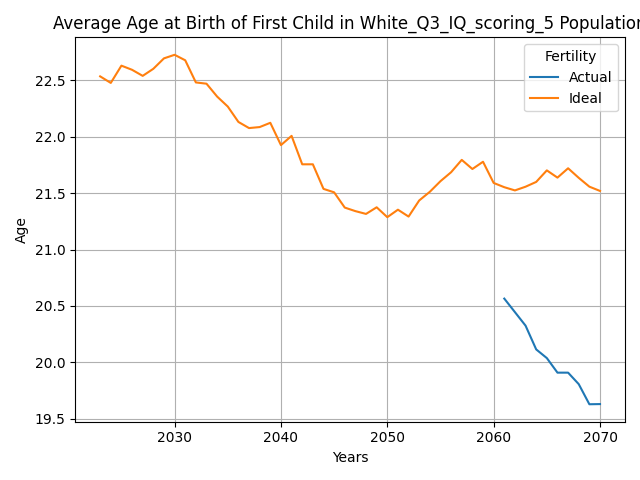 Average Age at Birth of First Child in White_Q3_IQ_scoring_5 Population
Fertility
Actual
Ideal
22.5
22.0
21.5
21.0
20.5
20.0
19.5
Age
2030 2040 2050 2060 2070
Years